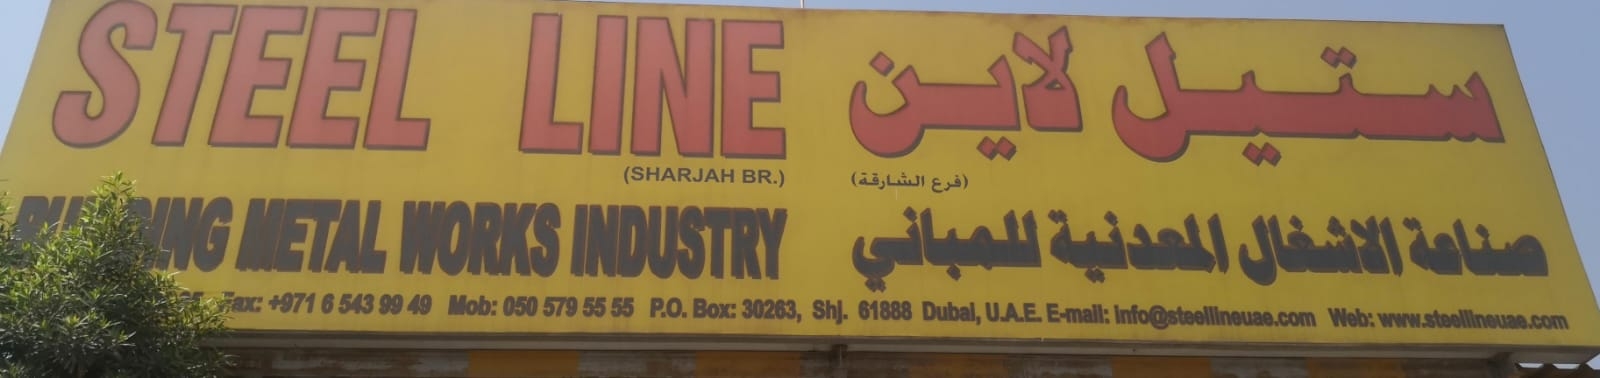 STEEL LINE
(SHARJAH BR.)
METAL WORKS INDUSTRY
ستيل لاين
(فرع الشارقة)
صناعة الاشغال المعدنية للمباني
Fax: +971 6 543 99 49 Mob: 050 579 55 55 P.O. Box: 30263, Shj. 61888 Dubai, U.A.E. E-mail: info@steellineuae.com Web: www.steellineuae.com